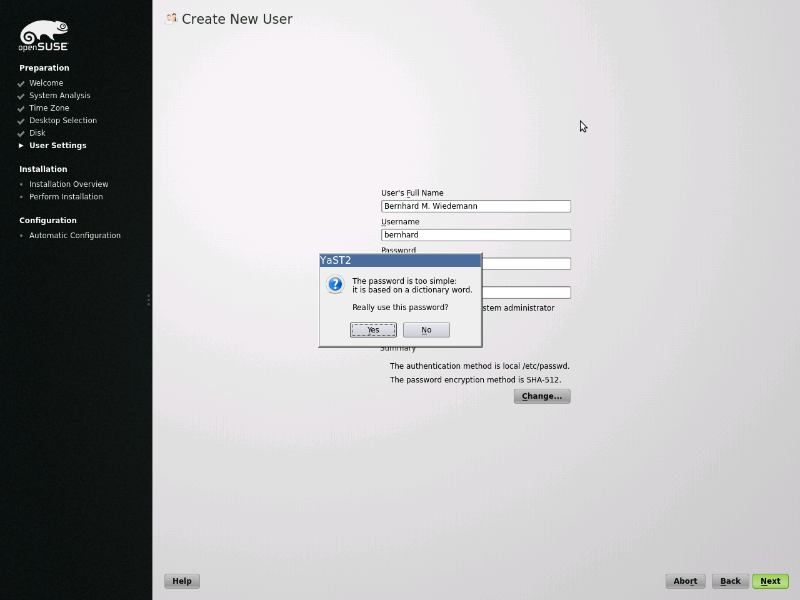 openSUSE
Preparation
Welcome
System Analysis
Time Zone
Desktop Selection
Disk
User Settings
Installation
Installation Overview
Perform Installation
Configuration
Automatic Configuration
Create New User
User's Full Name
Bernhard M. Wiedemann
Username
bernhard
Password
YaST2
The password is too simple:
it is based on a dictionary word.
Really use this password?
Yes
No
stem administrator
Summary
The authentication method is local /etc/passwd.
The password encryption method is SHA-512.
Change...
Help
Abort
Back
Next